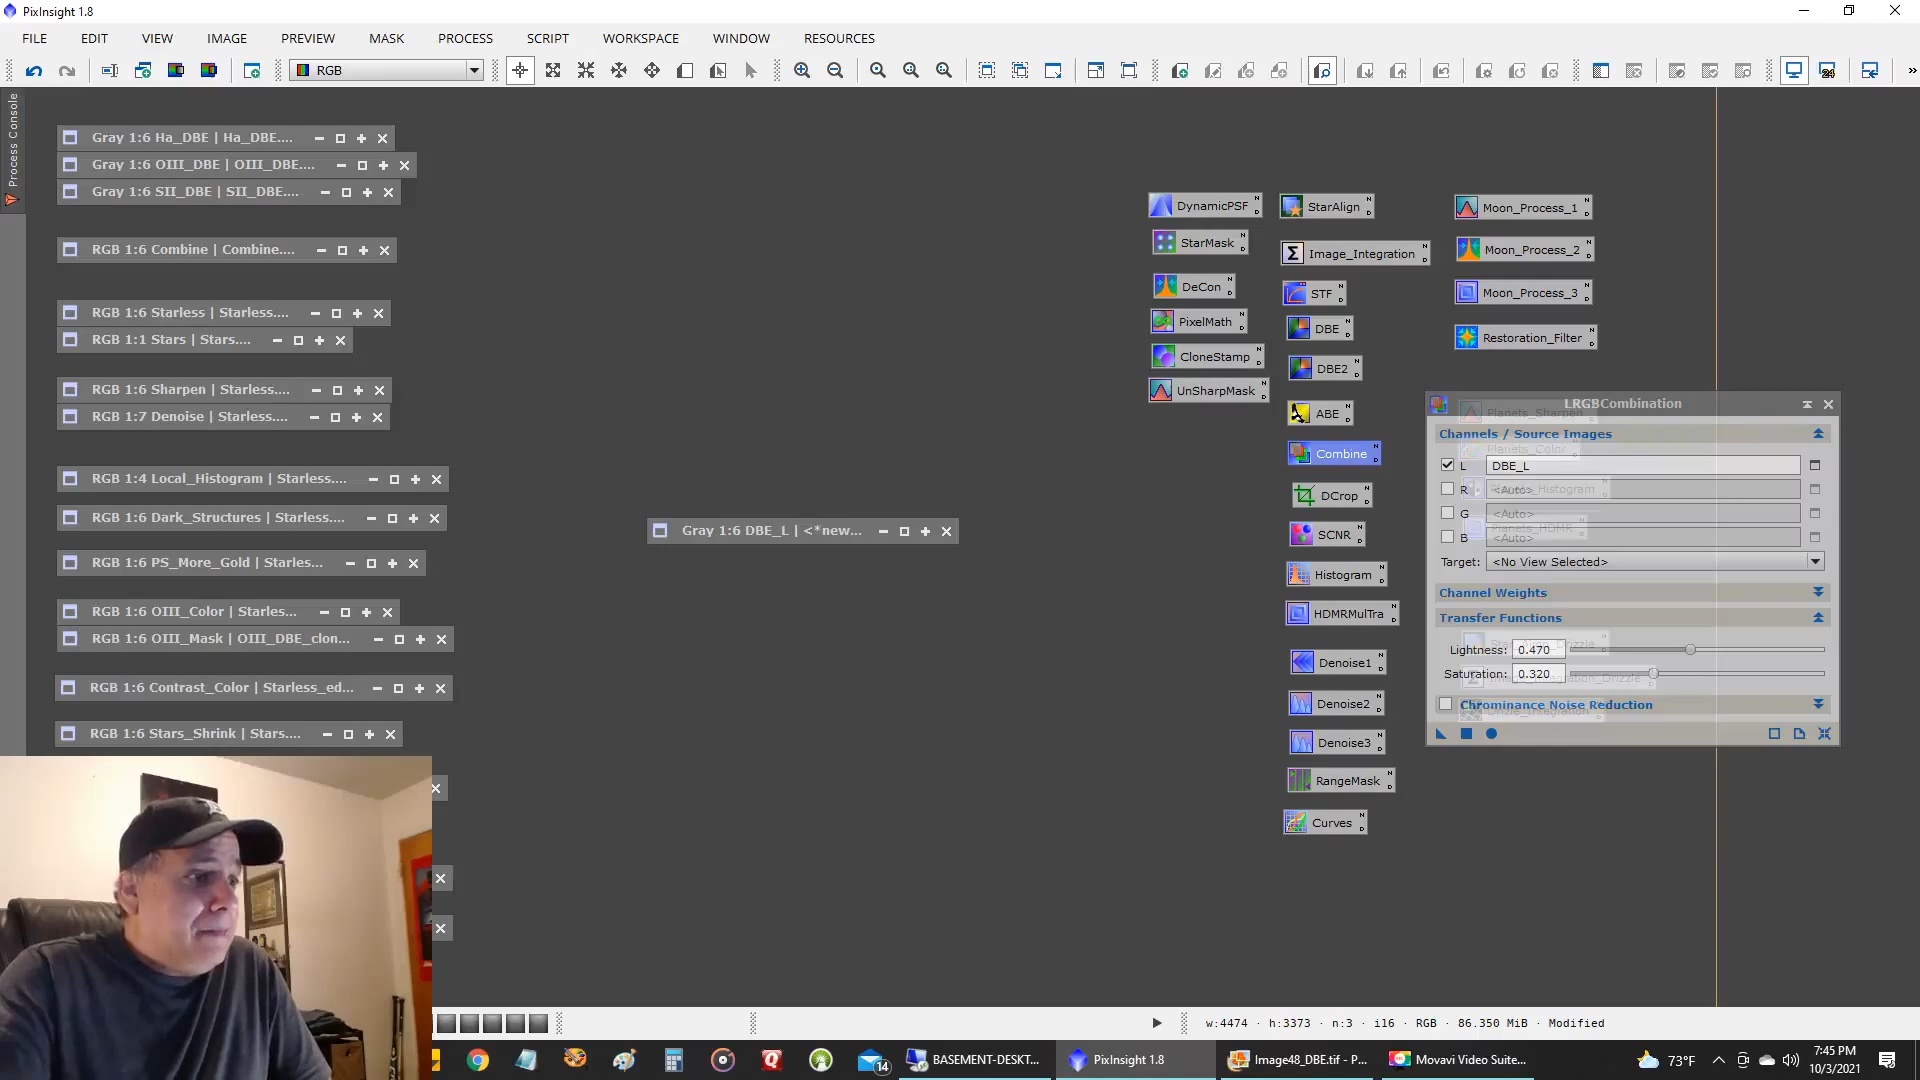 PixInsight 1.8
FILE EDIT VIEW IMAGE PREVIEW MASK PROCESS SCRIPT WORKSPACE WINDOW RESOURCES
RGB
24
Process Console
Gray 1:6 Ha_DBE | Ha_DBE....
Gray 1:6 OIII_DBE | OIII_DBE....
Gray 1:6 SII_DBE | SII_DBE....
RGB 1:6 Combine | Combine....
RGB 1:6 Starless | Starless....
RGB 1:1 Stars | Stars....
RGB 1:6 Sharpen | Starless....
RGB 1:7 Denoise | Starless....
RGB 1:4 Local_Histogram | Starless....
RGB 1:6 Dark_Structures | Starless....
RGB 1:6 PS_More_Gold | Starles...
RGB 1:6 OIII_Color | Starles...
RGB 1:6 OIII_Mask | OIII_DBE_clon...
RGB 1:6 Contrast_Color | Starless_ed...
RGB 1:6 Stars_Shrink | Stars....
Gray 1:6 DBE_L | <*new...
DynamicPSF
StarMask
DeCon
PixelMath
CloneStamp
UnSharpMask
StarAlign
Image_Integration
STF
DBE
DBE2
ABE
Combine
DCrop
SCNR
Histogram
HDMRMulTra
Denoise1
Denoise2
Denoise3
RangeMask
Curves
Moon_Process_1
Moon_Process_2
Moon_Process_3
Restoration_Filter
LRGBCombination
Planets_Sharpen
Channels / Source Images
Planets_Color
L DBE_L
R <Auto>
Planets_Histogram
G <Auto>
Planets_HDMR
B <Auto>
Target: <No View Selected>
Channel Weights
Transfer Functions
Lightness: 0.470
Saturation: 0.320
Chrominance Noise Reduction
w:4474 · h:3373 · n:3 · i16 · RGB · 86.350 MiB · Modified
14
BASEMENT-DESKT...
PixInsight 1.8
Image48_DBE.tif - P...
Movavi Video Suite...
73°F
7:45 PM
10/3/2021